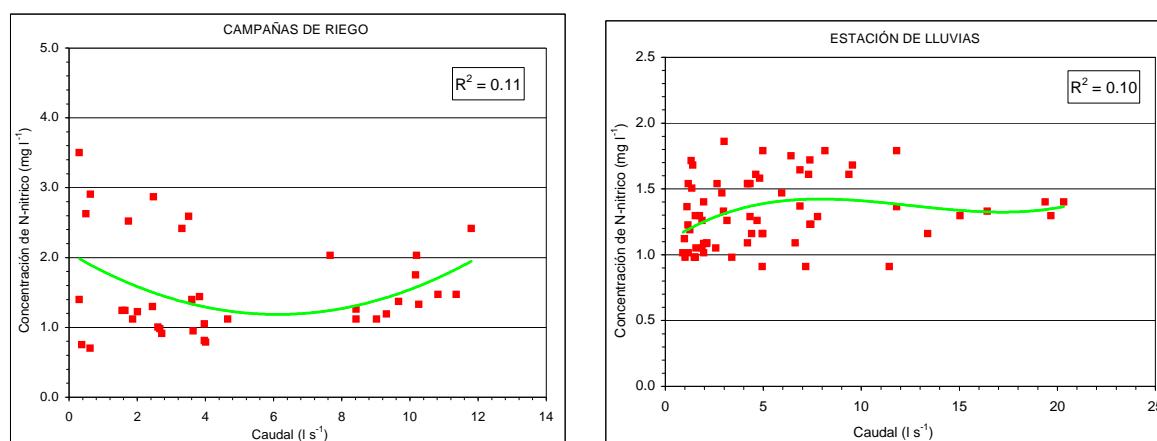 CAMPAÑAS DE RIEGO
R² = 0.11
Concentración de N-nitrico (mg l⁻¹)
5.0
4.0
3.0
2.0
1.0
0.0
0 2 4 6 8 10 12 14
Caudal (l s⁻¹)
ESTACIÓN DE LLUVIAS
R² = 0.10
Concentración de N-nitrico (mg l⁻¹)
2.5
2.0
1.5
1.0
0.5
0.0
0 5 10 15 20 25
Caudal (l s⁻¹)